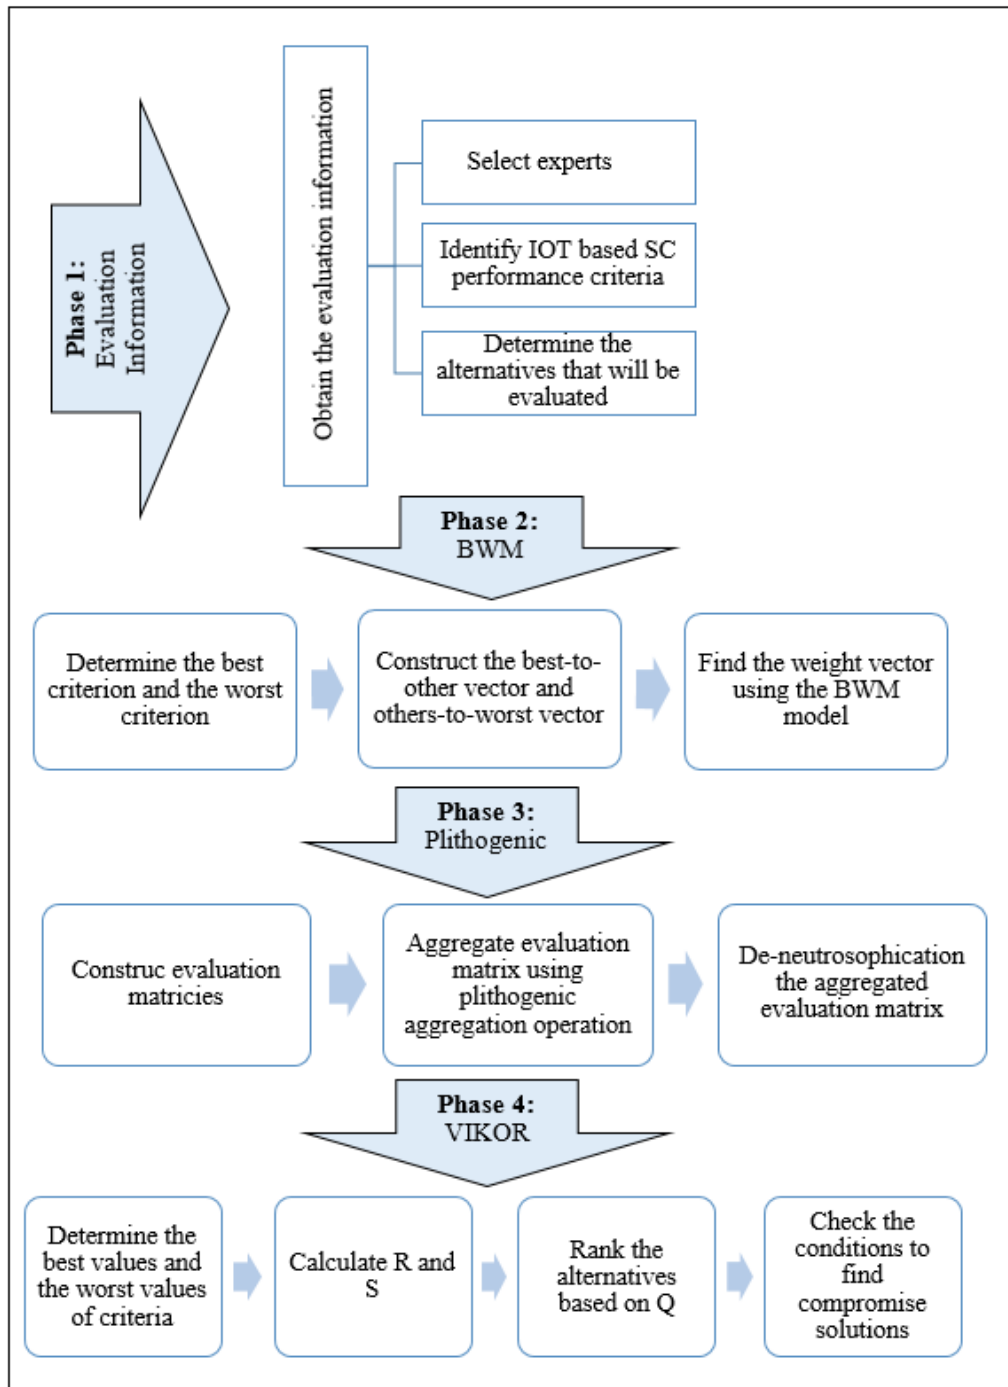 Phase 1:
Evaluation
Information
Obtain the evaluation information
Select experts
Identify IOT based SC
performance criteria
Determine the
alternatives that will be
evaluated
Phase 2:
BWM
Determine the best
criterion and the worst
criterion
Construct the best-to-
other vector and
others-to-worst vector
Find the weight vector
using the BWM
model
Phase 3:
Plithogenic
Construc evaluation
matricies
Aggregate evaluation
matrix using
plithogenic
aggregation operation
De-neutrosophication
the aggregated
evaluation matrix
Phase 4:
VIKOR
Determine the
best values and
the worst values
of criteria
Calculate R and
S
Rank the
alternatives
based on Q
Check the
conditions to
find
compromise
solutions